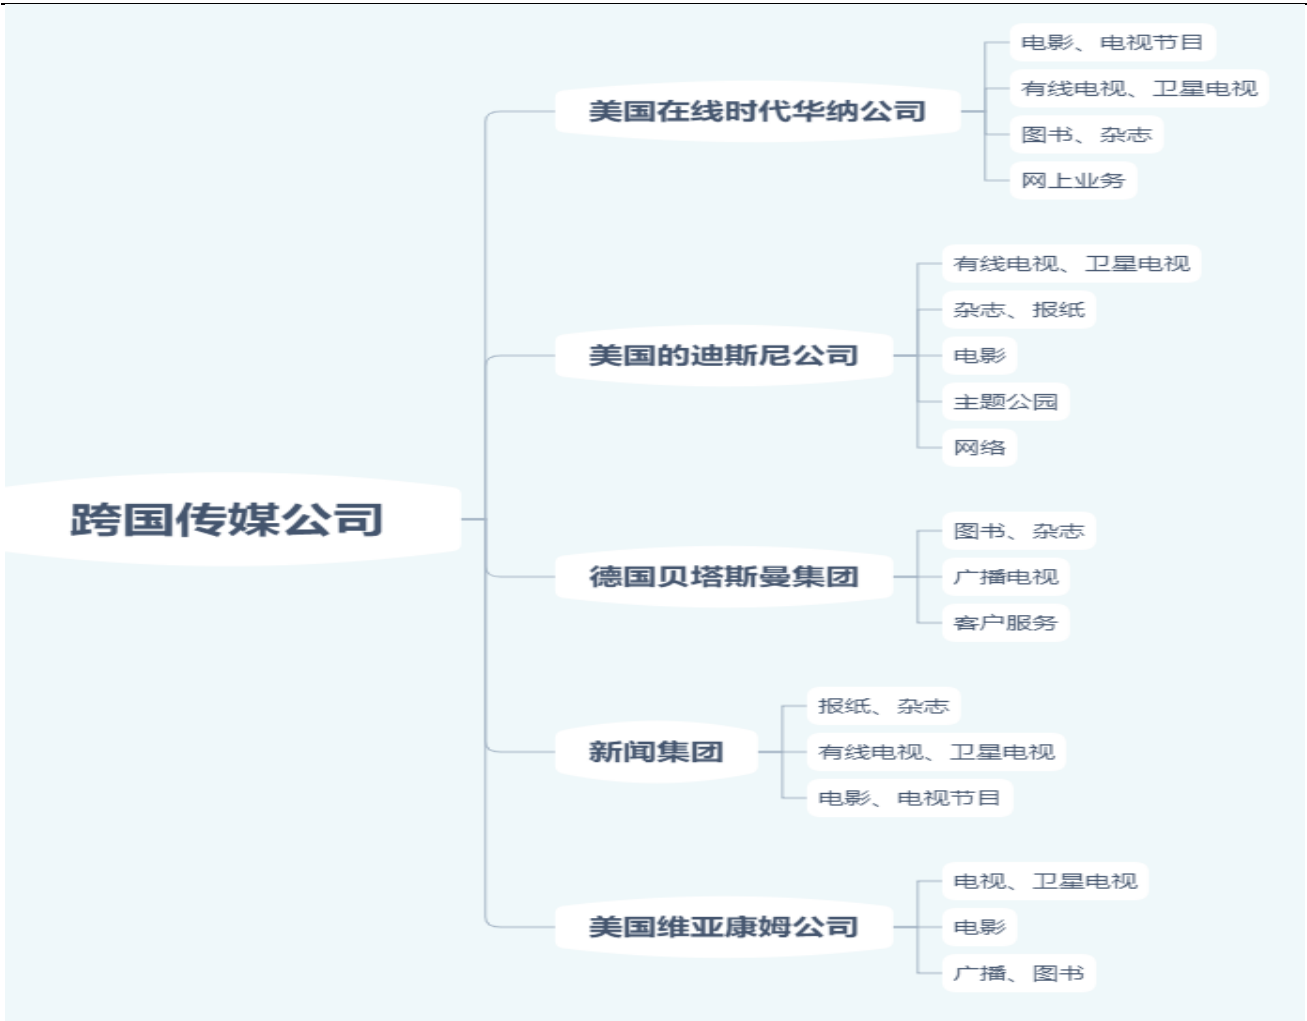 跨国传媒公司
美国在线时代华纳公司
电影、电视节目
有线电视、卫星电视
图书、杂志
网上业务
美国的迪斯尼公司
有线电视、卫星电视
杂志、报纸
电影
主题公园
网络
德国贝塔斯曼集团
图书、杂志
广播电视
客户服务
新闻集团
报纸、杂志
有线电视、卫星电视
电影、电视节目
美国维亚康姆公司
电视、卫星电视
电影
广播、图书